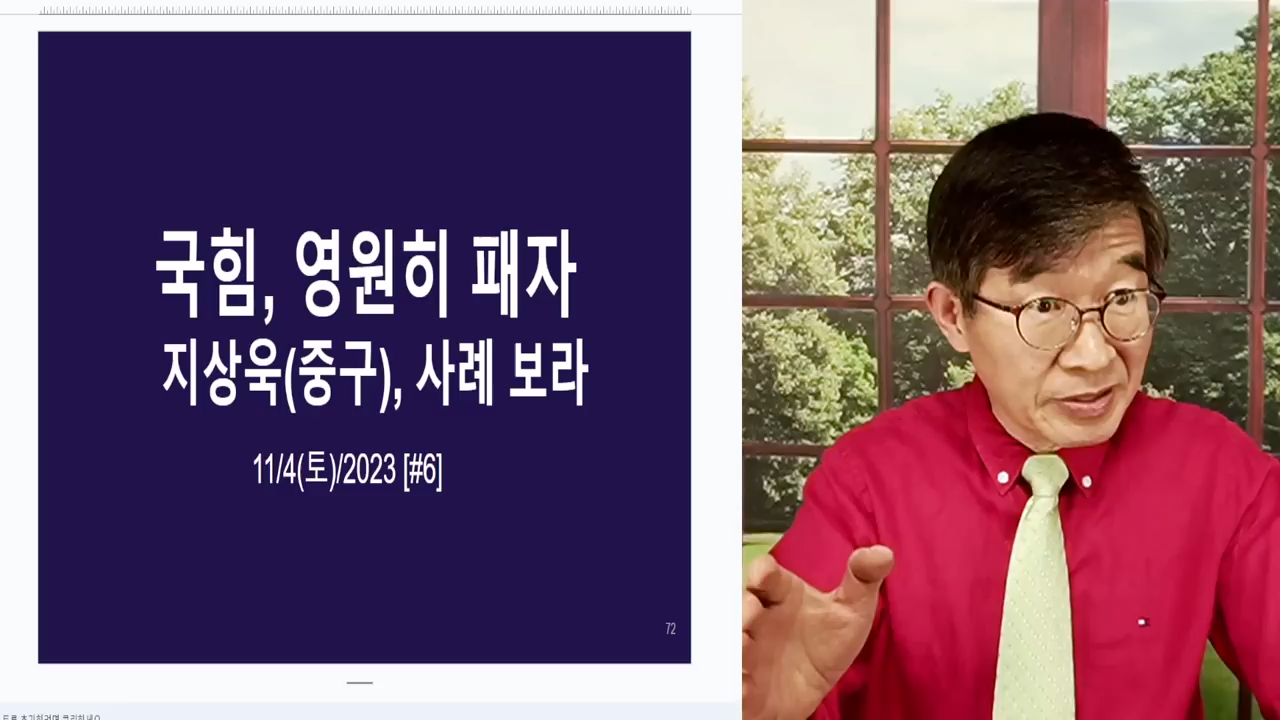 국힘, 영원히 패자
지상욱(중구), 사례 보라
11/4(토)/2023 [#6]
72